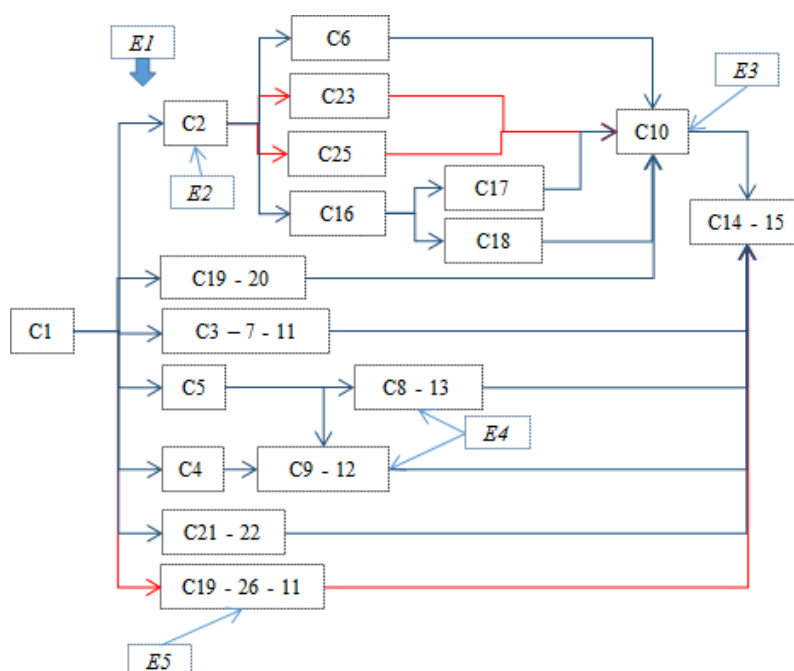 C6
E1
C23
E3
C2
C10
C25
E2
C17
C16
C14 - 15
C18
C19 - 20
C1
C3 – 7 - 11
C5
C8 - 13
E4
C4
C9 - 12
C21 - 22
C19 - 26 - 11
E5